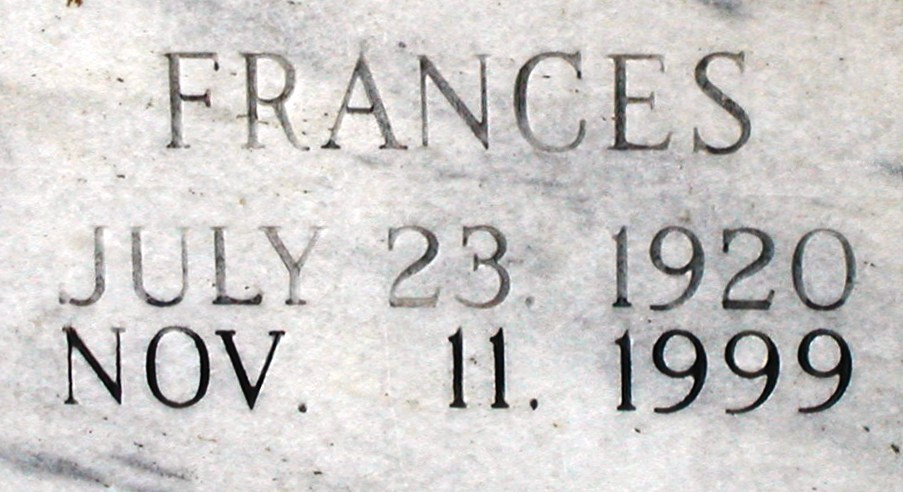 FRANCES
JULY 23. 1920
NOV. 11. 1999